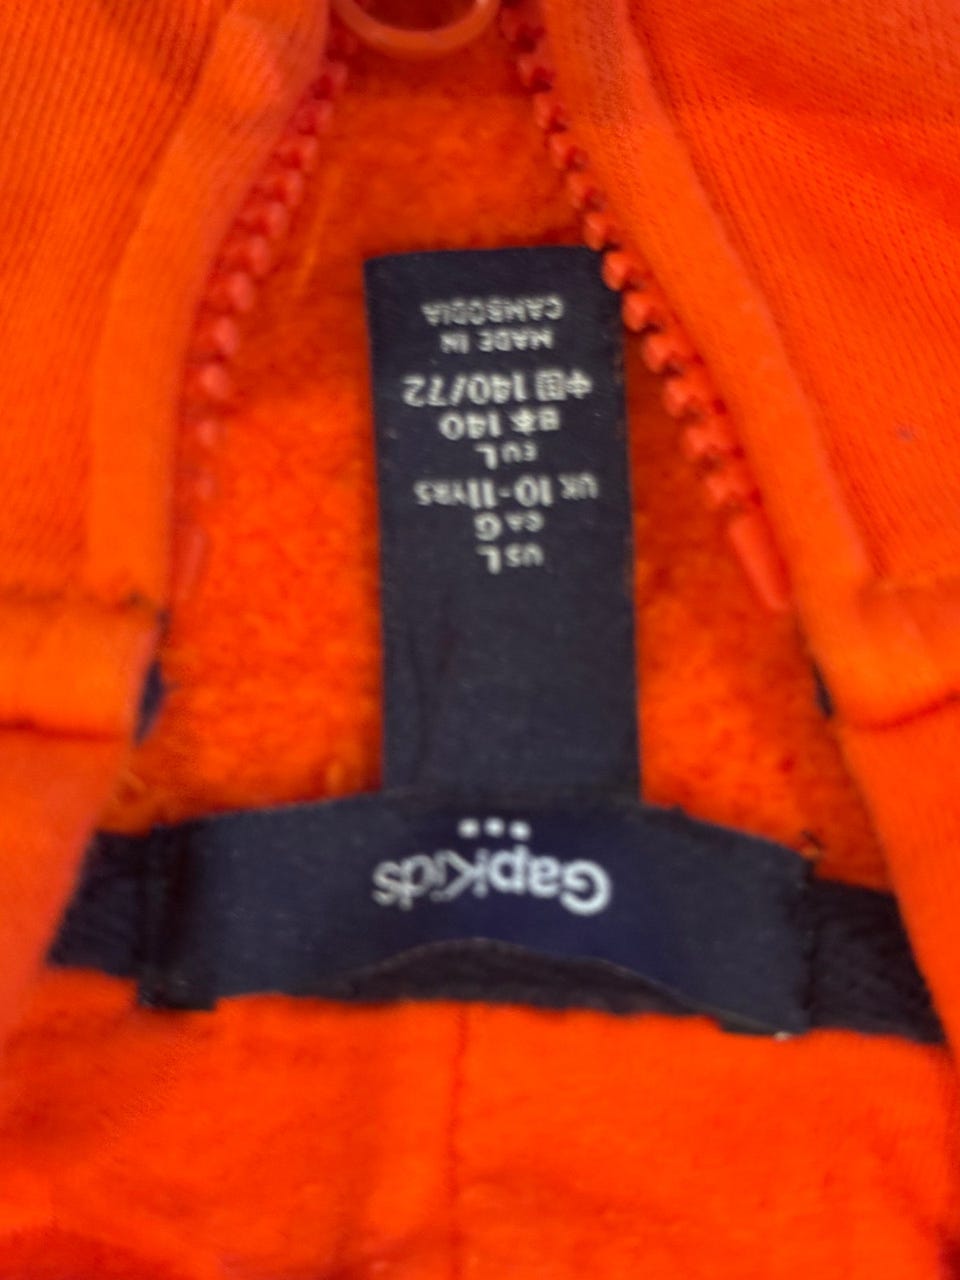 GapKids
US L
CA G
UK 10-11YRS
EU L
日本 140
中国 140/72
MADE IN
CAMBODIA